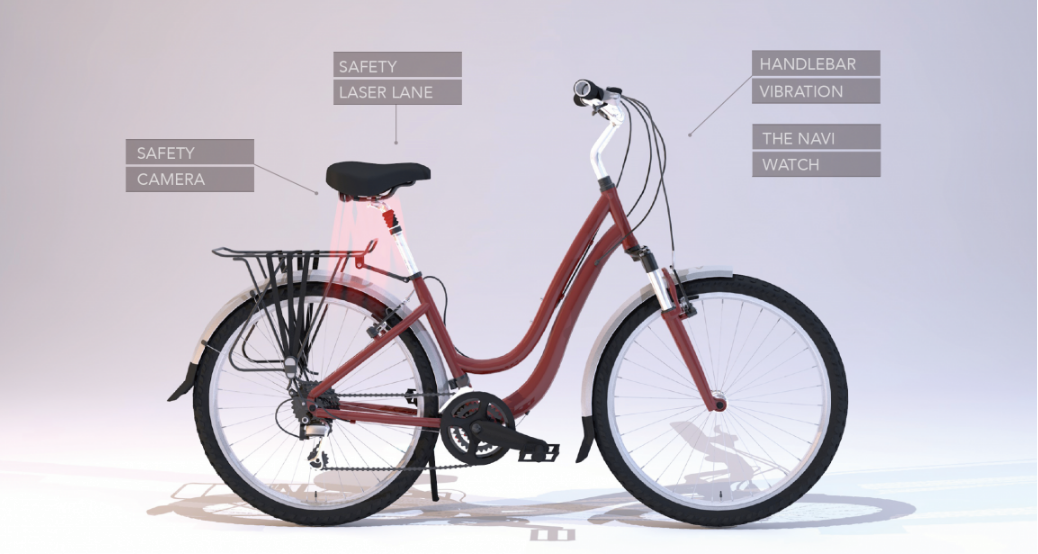 SAFETY
LASER LANE
HANDLEBAR
VIBRATION
THE NAVI
WATCH
SAFETY
CAMERA